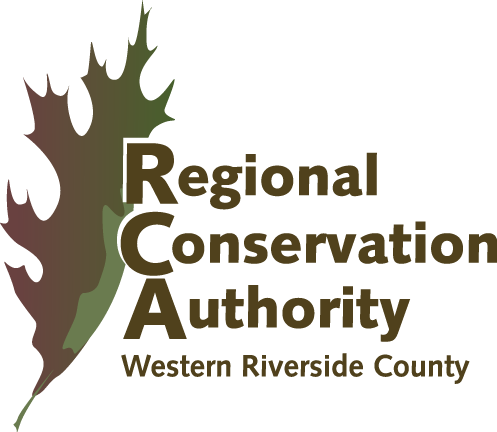 Regional
Conservation
Authority
Western Riverside County